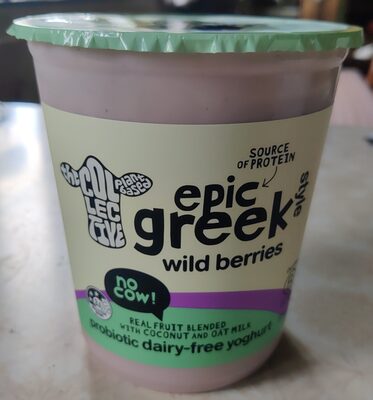 the COL
LEC
TIVE
plant
based
SOURCE
OF PROTEIN
epic
greek
style
wild berries
no
cow!
REAL FRUIT BLENDED
WITH COCONUT AND OAT MILK
probiotic dairy-free yoghurt